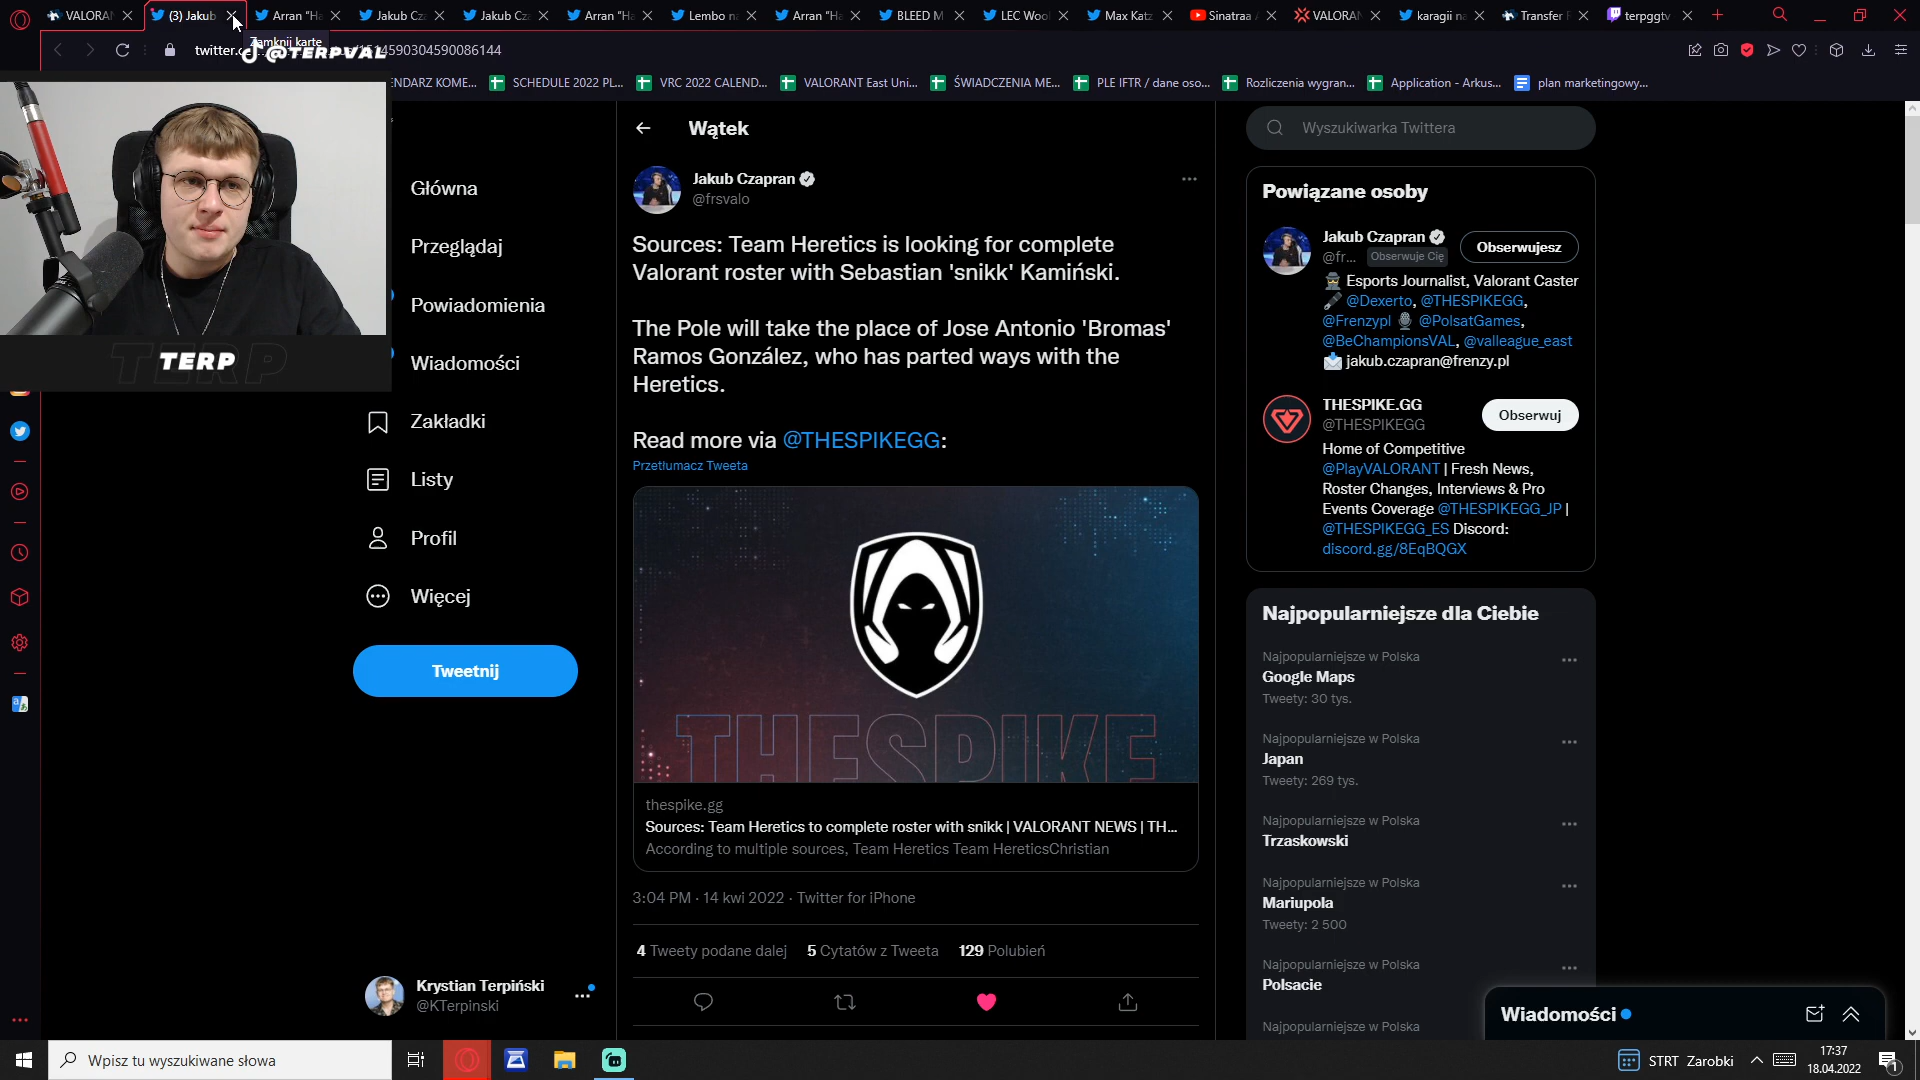 VALORAN
(3) Jakub
Arran "Ha
Jakub Cz
Jakub Cz
Arran "Ha
Lembo n
Arran "Ha
BLEED M
LEC Wool
Max Katz
Sinatraa
VALORAN
karagii n
Transfer
terpggtv
Zamknij kartę
@TERPVAL
twitter.c
4590304590086144
ENDARZ KOME...
SCHEDULE 2022 PL...
VRC 2022 CALEND...
VALORANT East Uni...
ŚWIADCZENIA ME...
PLE IFTR / dane oso...
Rozliczenia wygran...
Application - Arkus...
plan marketingowy...
TERP
Główna
Przeglądaj
Powiadomienia
Wiadomości
Zakładki
Listy
Profil
Więcej
Tweetnij
Krystian Terpiński
@KTerpinski
Wątek
Jakub Czapran
@frsvalo
Sources: Team Heretics is looking for complete
Valorant roster with Sebastian 'snikk' Kamiński.
The Pole will take the place of Jose Antonio 'Bromas'
Ramos González, who has parted ways with the
Heretics.
Read more via @THESPIKEGG:
Przetłumacz Tweeta
THESPIKE
thespike.gg
Sources: Team Heretics to complete roster with snikk | VALORANT NEWS | TH...
According to multiple sources, Team Heretics Team HereticsChristian
3:04 PM · 14 kwi 2022 · Twitter for iPhone
4 Tweety podane dalej 5 Cytatów z Tweeta 129 Polubień
Wyszukiwarka Twittera
Powiązane osoby
Jakub Czapran
@fr... Obserwuje Cię
Obserwujesz
Esports Journalist, Valorant Caster
@Dexerto, @THESPIKEGG,
@Frenzypl @PolsatGames,
@BeChampionsVAL, @valleague_east
jakub.czapran@frenzy.pl
THESPIKE.GG
@THESPIKEGG
Obserwuj
Home of Competitive
@PlayVALORANT | Fresh News,
Roster Changes, Interviews & Pro
Events Coverage @THESPIKEGG_JP |
@THESPIKEGG_ES Discord:
discord.gg/8EqBQGX
Najpopularniejsze dla Ciebie
Najpopularniejsze w Polska
Google Maps
Tweety: 30 tys.
Najpopularniejsze w Polska
Japan
Tweety: 269 tys.
Najpopularniejsze w Polska
Trzaskowski
Najpopularniejsze w Polska
Mariupola
Tweety: 2 500
Najpopularniejsze w Polska
Polsacie
Najpopularniejsze w Polska
Wiadomości
Wpisz tu wyszukiwane słowa
STRT Zarobki
17:37
18.04.2022
1